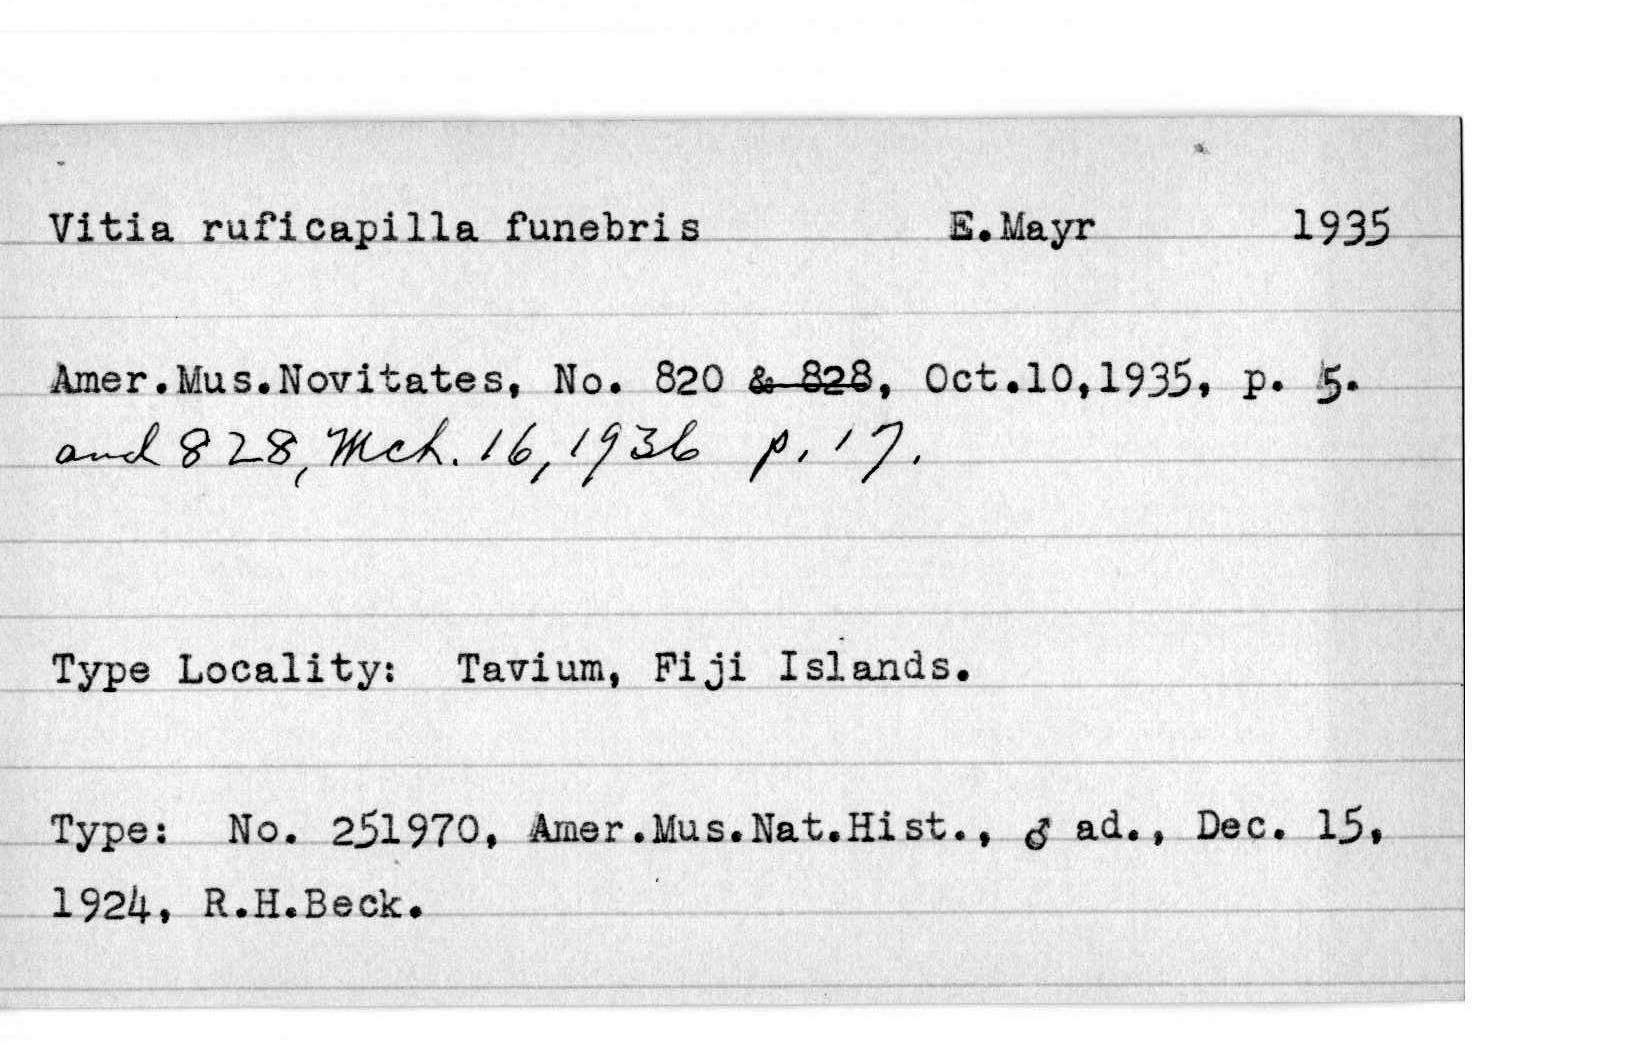 Vitia ruficapilla funebris E.Mayr 1935
Amer.Mus.Novitates, No. 820 & 828, Oct.10,1935, p. 5.
and 828, Mch. 16, 1936 p. 17.
Type Locality: Tavium, Fiji Islands.
Type: No. 251970, Amer.Mus.Nat.Hist., ♂ ad., Dec. 15,
1924, R.H.Beck.